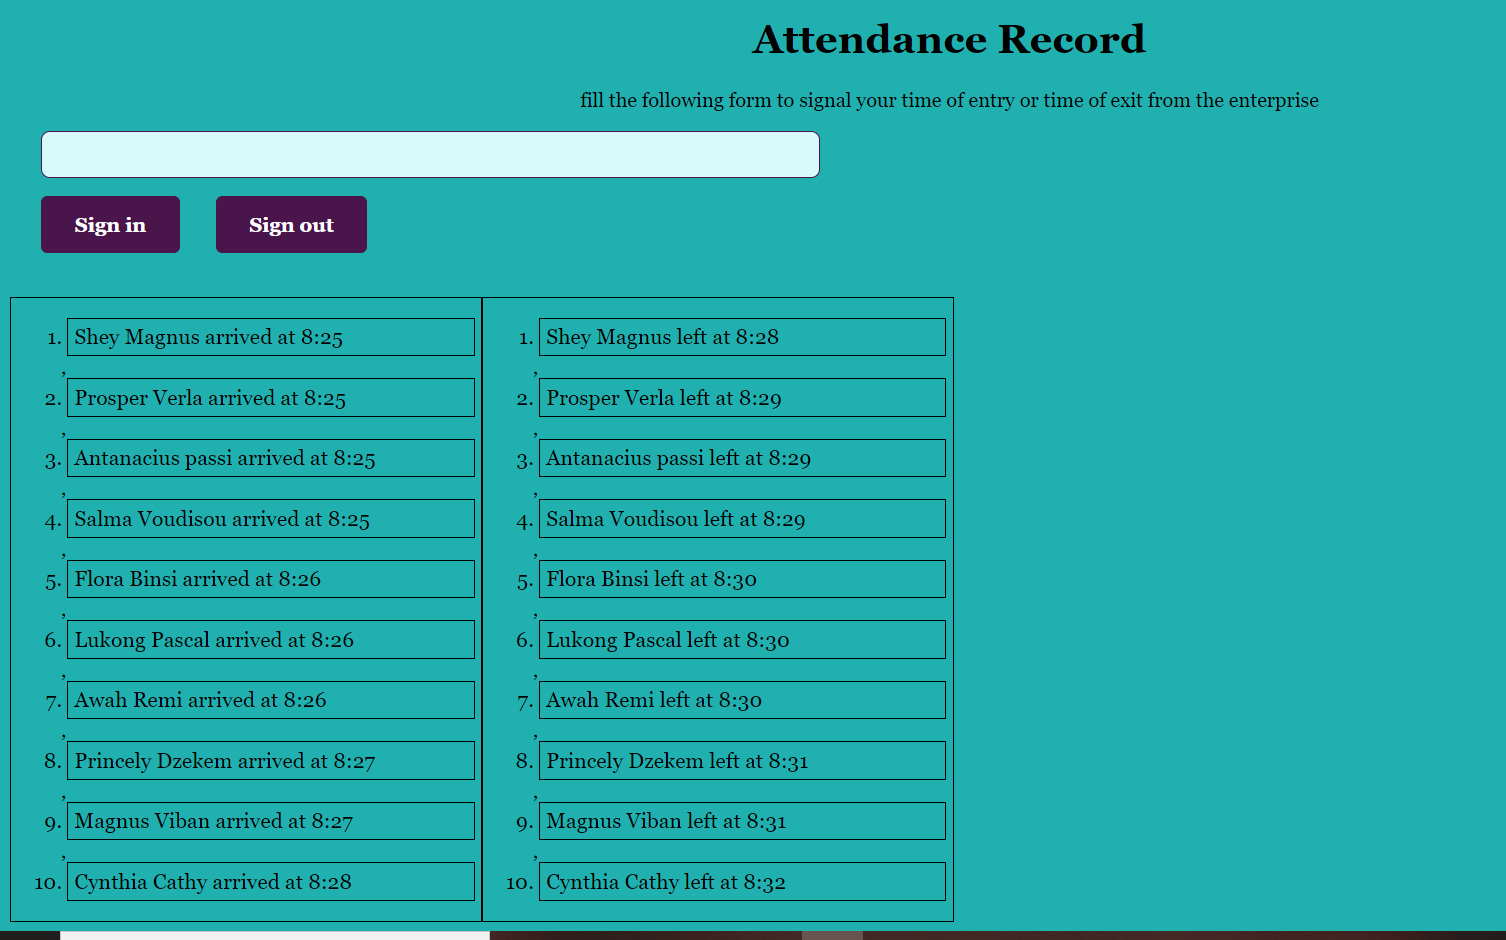 Attendance Record
fill the following form to signal your time of entry or time of exit from the enterprise
Sign in
Sign out
1. Shey Magnus arrived at 8:25
,
2. Prosper Verla arrived at 8:25
,
3. Antanacius passi arrived at 8:25
,
4. Salma Voudisou arrived at 8:25
,
5. Flora Binsi arrived at 8:26
,
6. Lukong Pascal arrived at 8:26
,
7. Awah Remi arrived at 8:26
,
8. Princely Dzekem arrived at 8:27
,
9. Magnus Viban arrived at 8:27
,
10. Cynthia Cathy arrived at 8:28
1. Shey Magnus left at 8:28
,
2. Prosper Verla left at 8:29
,
3. Antanacius passi left at 8:29
,
4. Salma Voudisou left at 8:29
,
5. Flora Binsi left at 8:30
,
6. Lukong Pascal left at 8:30
,
7. Awah Remi left at 8:30
,
8. Princely Dzekem left at 8:31
,
9. Magnus Viban left at 8:31
,
10. Cynthia Cathy left at 8:32